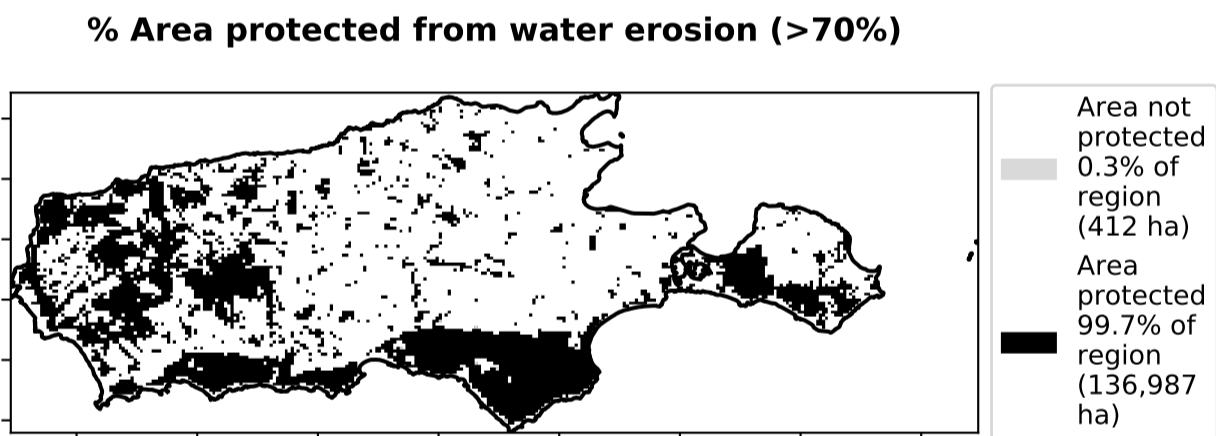 % Area protected from water erosion (>70%)
Area not
protected
0.3% of
region
(412 ha)
Area
protected
99.7% of
region
(136,987
ha)